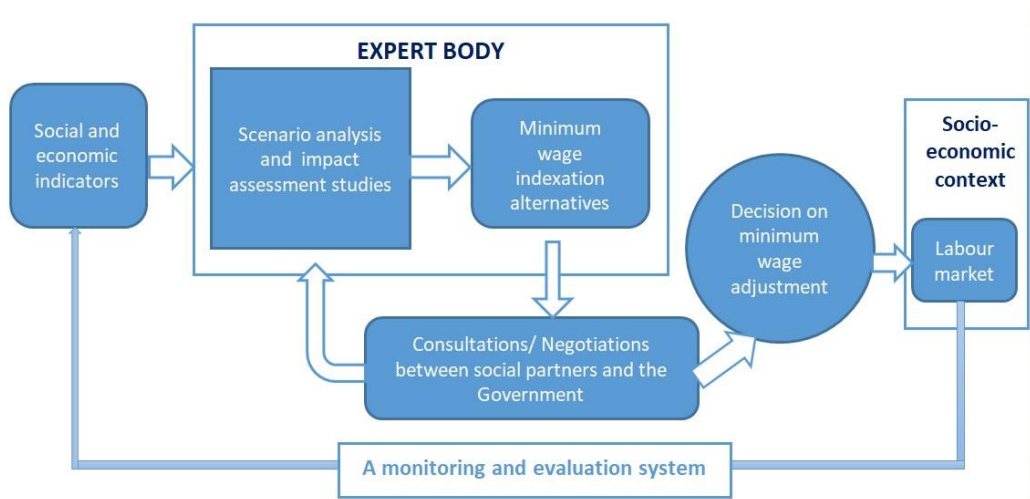 EXPERT BODY
Social and
economic
indicators
Scenario analysis
and impact
assessment studies
Minimum
wage
indexation
alternatives
Decision on
minimum
wage
adjustment
Socio-
economic
context
Labour
market
Consultations/ Negotiations
between social partners and the
Government
A monitoring and evaluation system